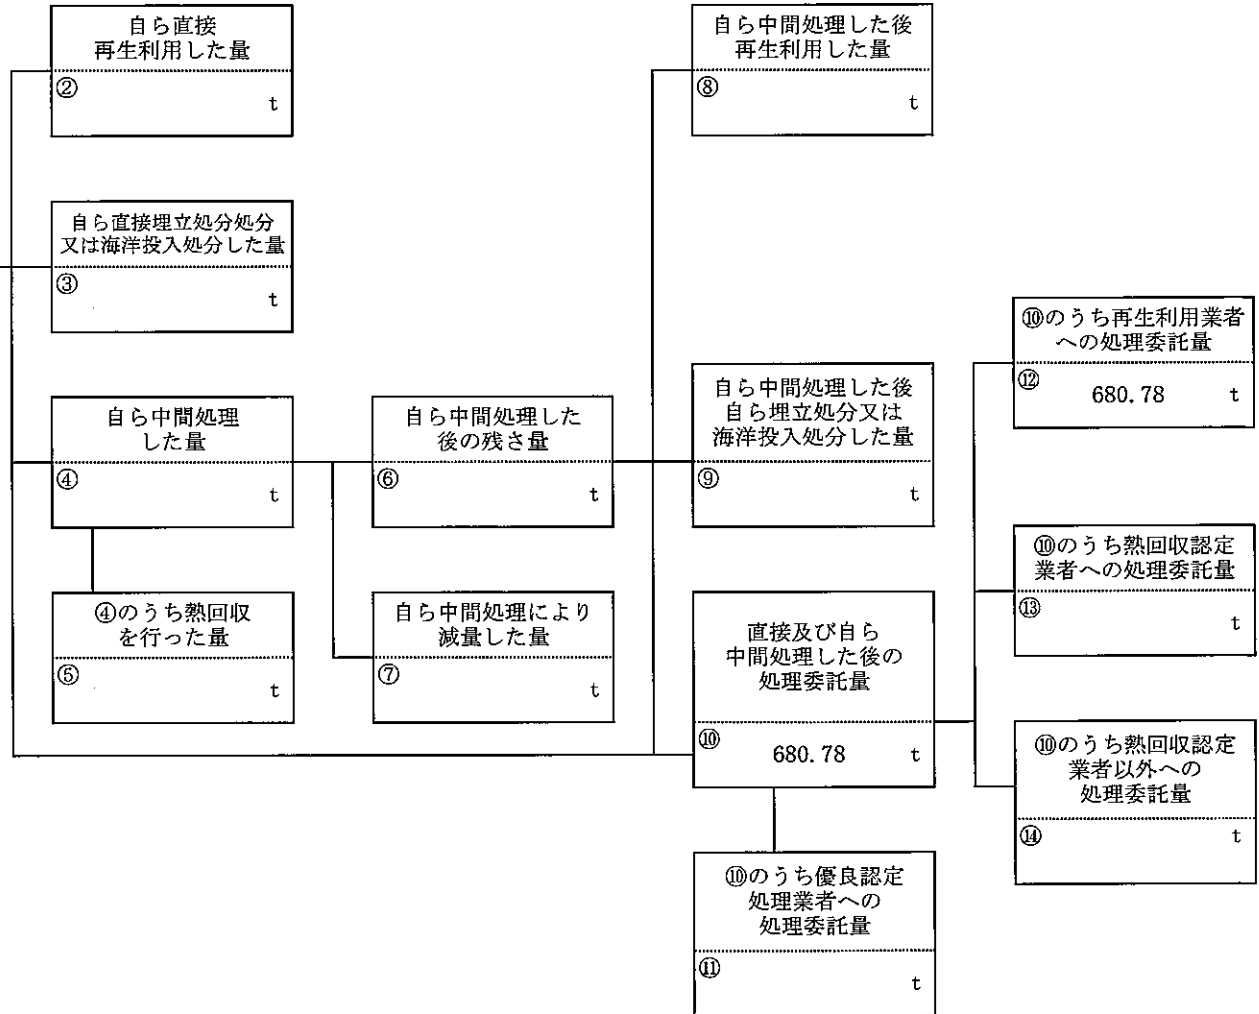 自ら直接
再生利用した量
②
t
自ら中間処理した後
再生利用した量
⑧
t
自ら直接埋立処分処分
又は海洋投入処分した量
③
t
⑩のうち再生利用業者
への処理委託量
⑫
680.78 t
自ら中間処理
した量
④
t
自ら中間処理した
後の残さ量
⑥
t
自ら中間処理した後
自ら埋立処分又は
海洋投入処分した量
⑨
t
⑩のうち熱回収認定
業者への処理委託量
⑬
t
④のうち熱回収
を行った量
⑤
t
自ら中間処理により
減量した量
⑦
t
直接及び自ら
中間処理した後の
処理委託量
⑩
680.78 t
⑩のうち熱回収認定
業者以外への
処理委託量
⑭
t
⑩のうち優良認定
処理業者への
処理委託量
⑪
t